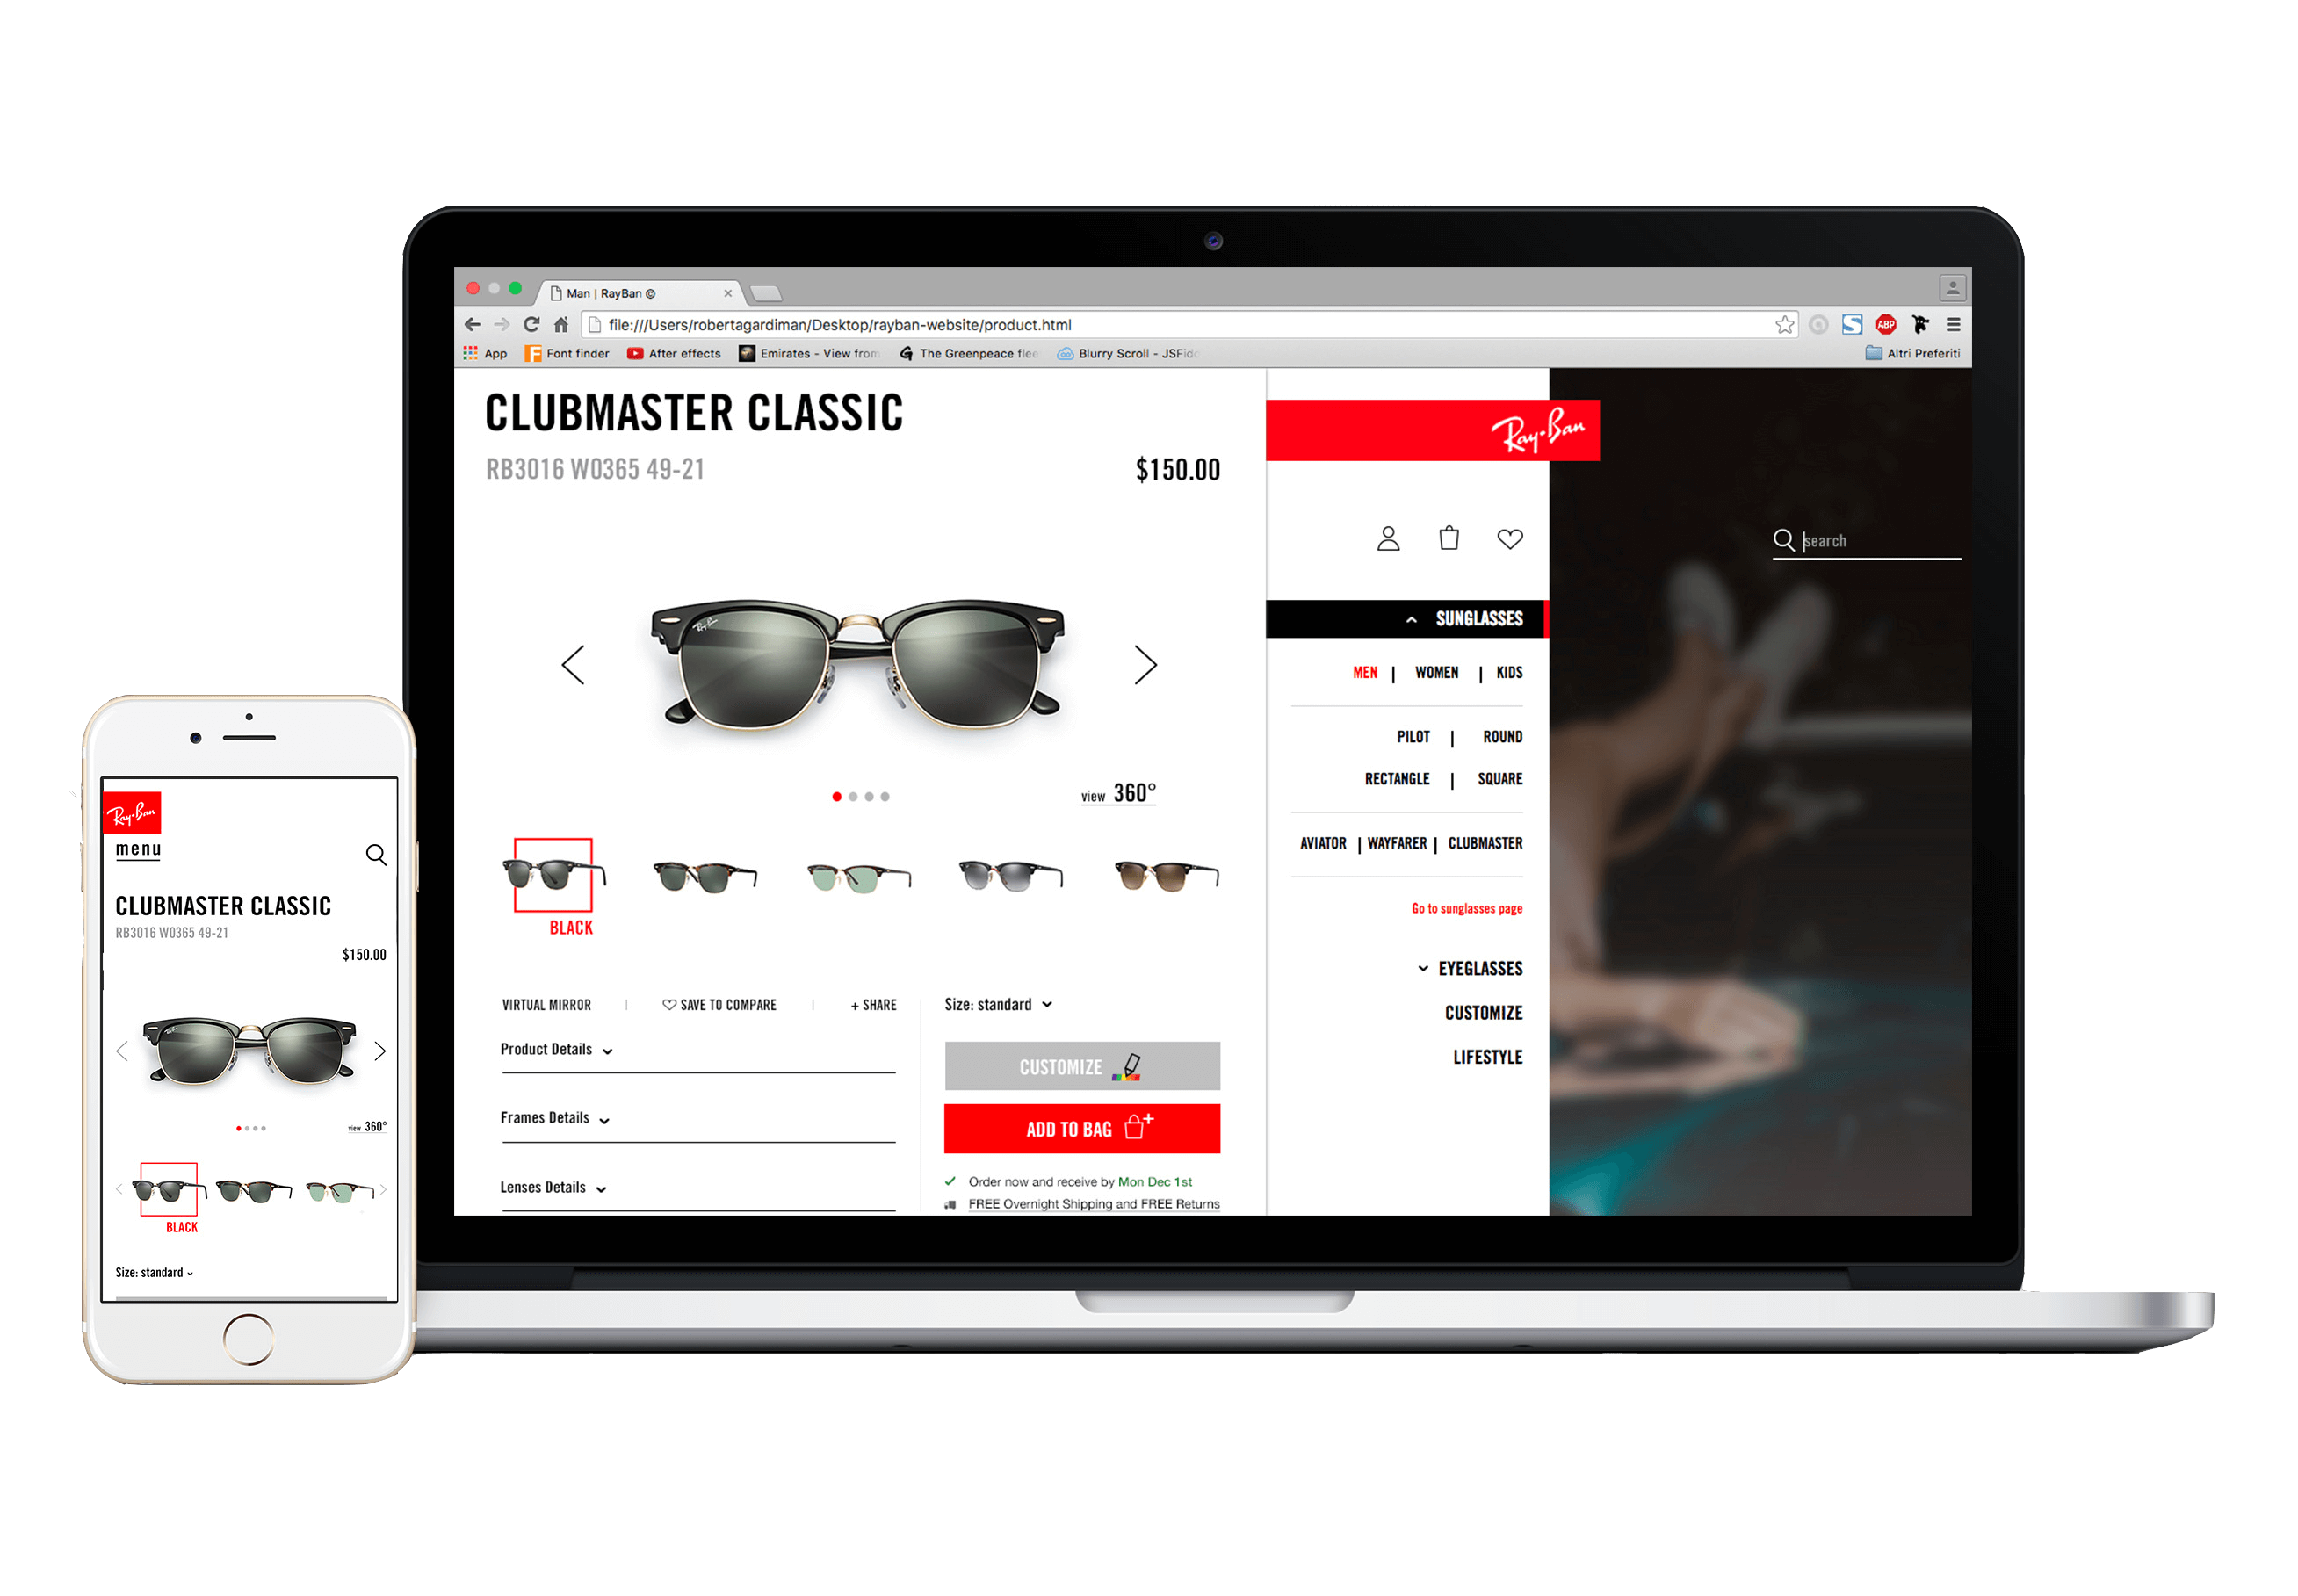 Man | RayBan ©
file:///Users/robertagardiman/Desktop/rayban-website/product.html
ABP
App
Font finder
After effects
Emirates - View from
The Greenpeace flee
Blurry Scroll - JSFidd
Altri Preferiti
CLUBMASTER CLASSIC
RB3016 W0365 49-21
$150.00
Ray-Ban
view 360°
BLACK
VIRTUAL MIRROR | SAVE TO COMPARE | + SHARE
Product Details
Frames Details
Lenses Details
Size: standard
CUSTOMIZE
ADD TO BAG
Order now and receive by Mon Dec 1st
FREE Overnight Shipping and FREE Returns
Ray-Ban
search
SUNGLASSES
MEN | WOMEN | KIDS
PILOT | ROUND
RECTANGLE | SQUARE
AVIATOR | WAYFARER | CLUBMASTER
Go to sunglasses page
EYEGLASSES
CUSTOMIZE
LIFESTYLE
Ray-Ban
menu
CLUBMASTER CLASSIC
RB3016 W0365 49-21
$150.00
view 360°
BLACK
Size: standard